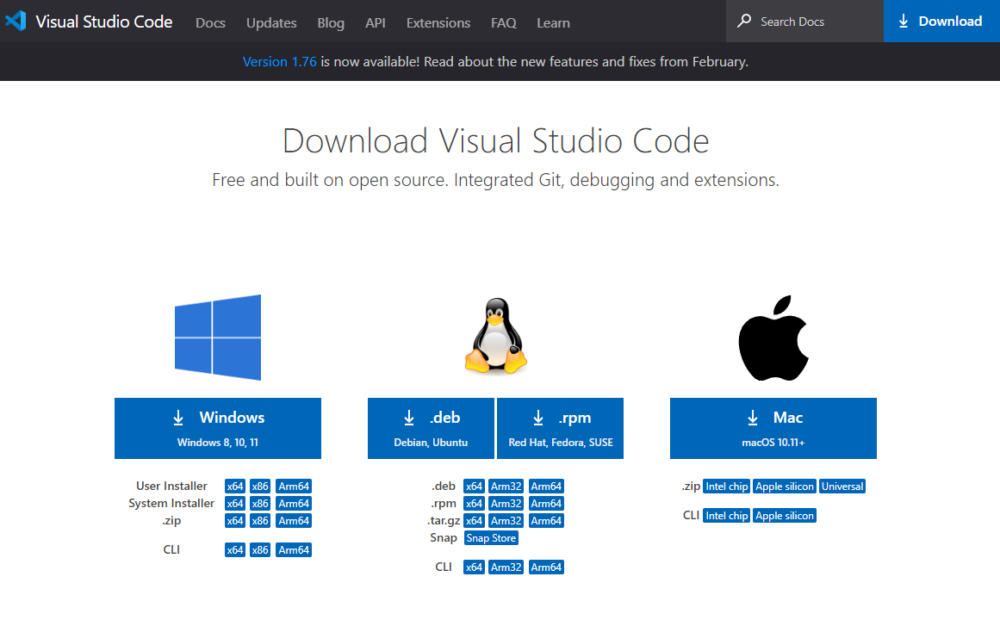 Visual Studio Code Docs Updates Blog API Extensions FAQ Learn Search Docs Download
Version 1.76 is now available! Read about the new features and fixes from February.
Download Visual Studio Code
Free and built on open source. Integrated Git, debugging and extensions.
Windows
Windows 8, 10, 11
User Installer x64 x86 Arm64
System Installer x64 x86 Arm64
.zip x64 x86 Arm64
CLI x64 x86 Arm64
.deb
Debian, Ubuntu
.rpm
Red Hat, Fedora, SUSE
.deb x64 Arm32 Arm64
.rpm x64 Arm32 Arm64
.tar.gz x64 Arm32 Arm64
Snap Snap Store
CLI x64 Arm32 Arm64
Mac
macOS 10.11+
.zip Intel chip Apple silicon Universal
CLI Intel chip Apple silicon